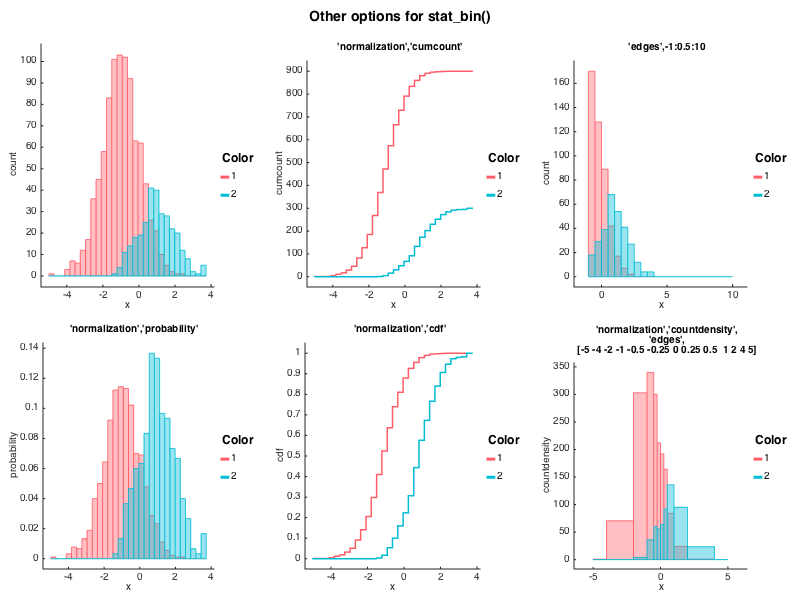 Other options for stat_bin()
100
90
80
70
60
50
40
30
20
10
0
count
-4 -2 0 2 4
x
Color
1
2
'normalization','cumcount'
900
800
700
600
500
400
300
200
100
0
cumcount
-4 -2 0 2 4
x
Color
1
2
'edges',-1:0.5:10
160
140
120
100
80
60
40
20
0
count
0 5 10
x
Color
1
2
'normalization','probability'
0.14
0.12
0.1
0.08
0.06
0.04
0.02
0
probability
-4 -2 0 2 4
x
Color
1
2
'normalization','cdf'
1
0.9
0.8
0.7
0.6
0.5
0.4
0.3
0.2
0.1
0
cdf
-4 -2 0 2 4
x
Color
1
2
'normalization','countdensity',
'edges',
[-5 -4 -2 -1 -0.5 -0.25 0 0.25 0.5 1 2 4 5]
350
300
250
200
150
100
50
0
countdensity
-5 0 5
x
Color
1
2